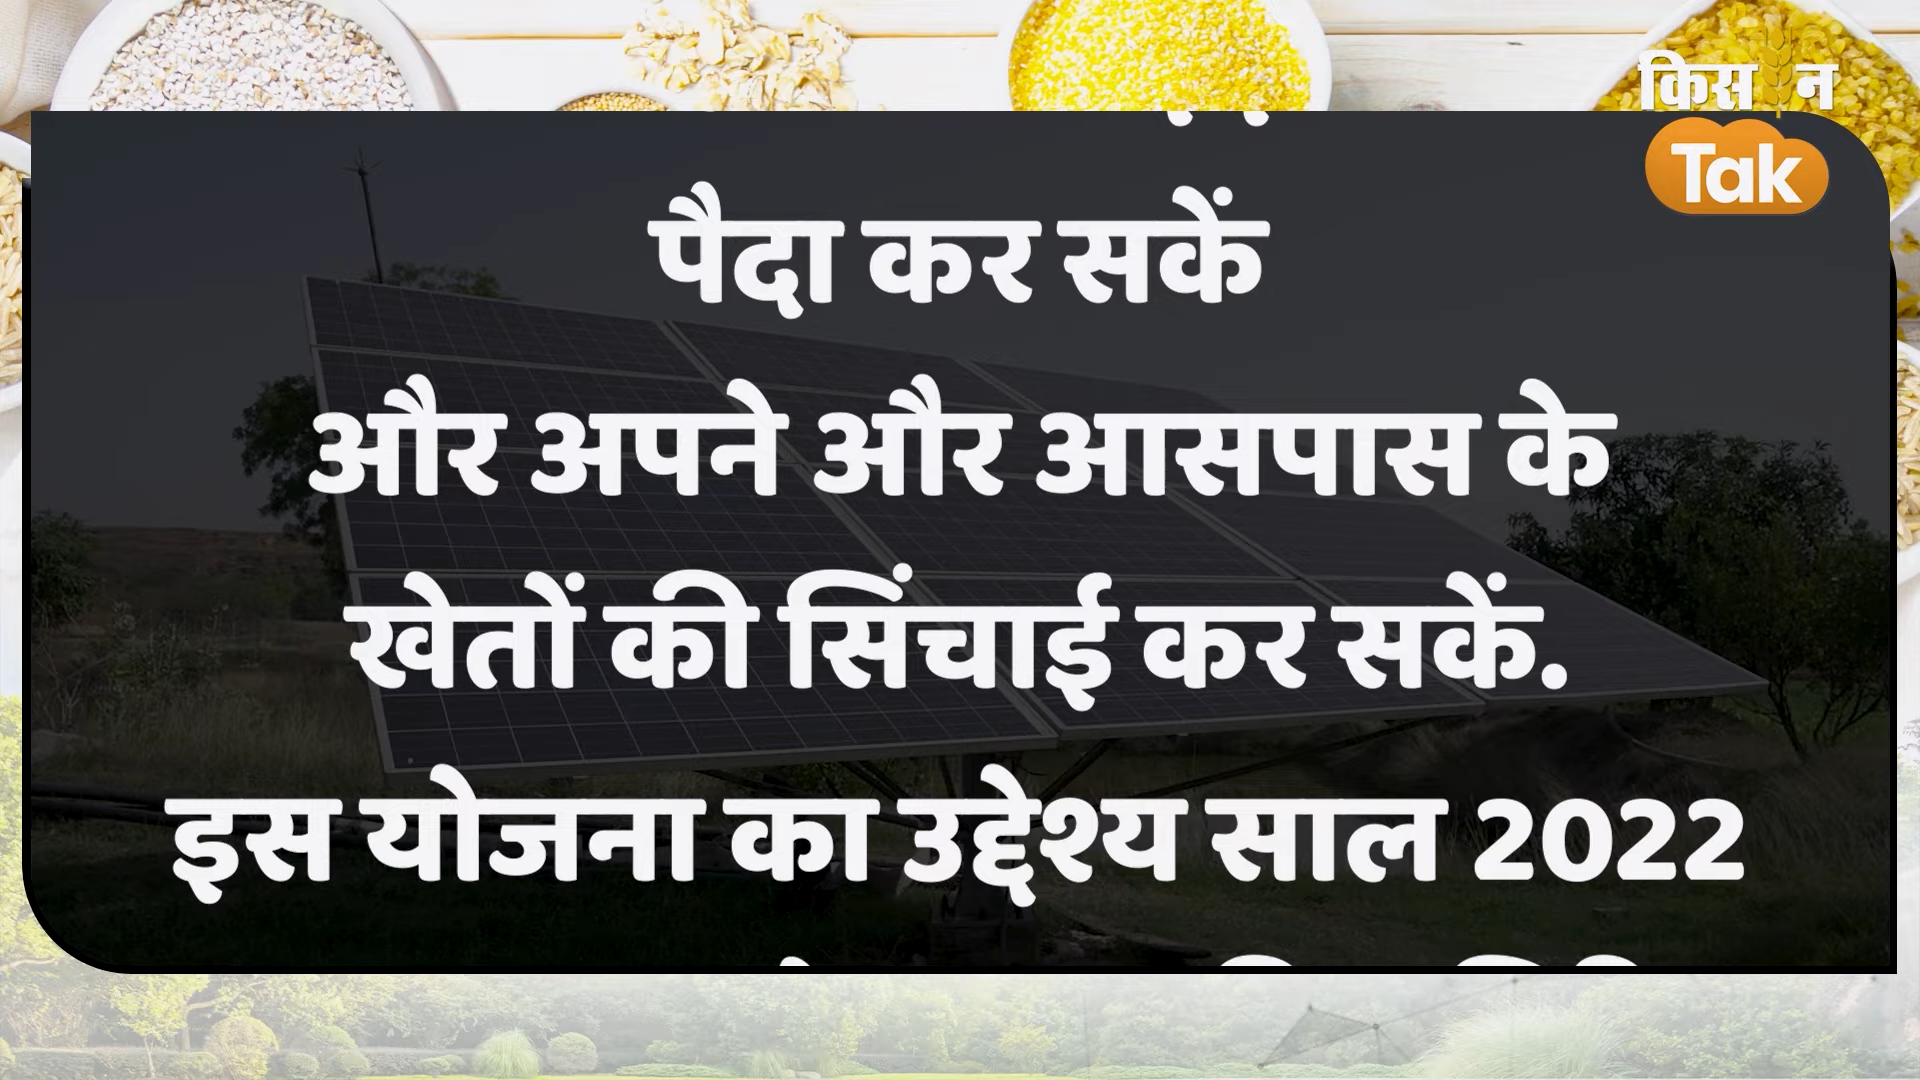 किसान
Tak
पैदा कर सकें
और अपने और आसपास के
खेतों की सिंचाई कर सकें.
इस योजना का उद्देश्य साल 2022